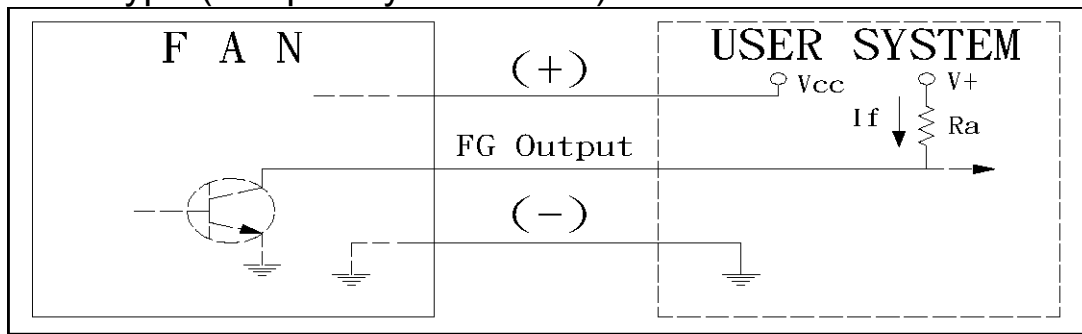 F A N
USER SYSTEM
(+)
Vcc
V+
If
Ra
FG Output
(-)